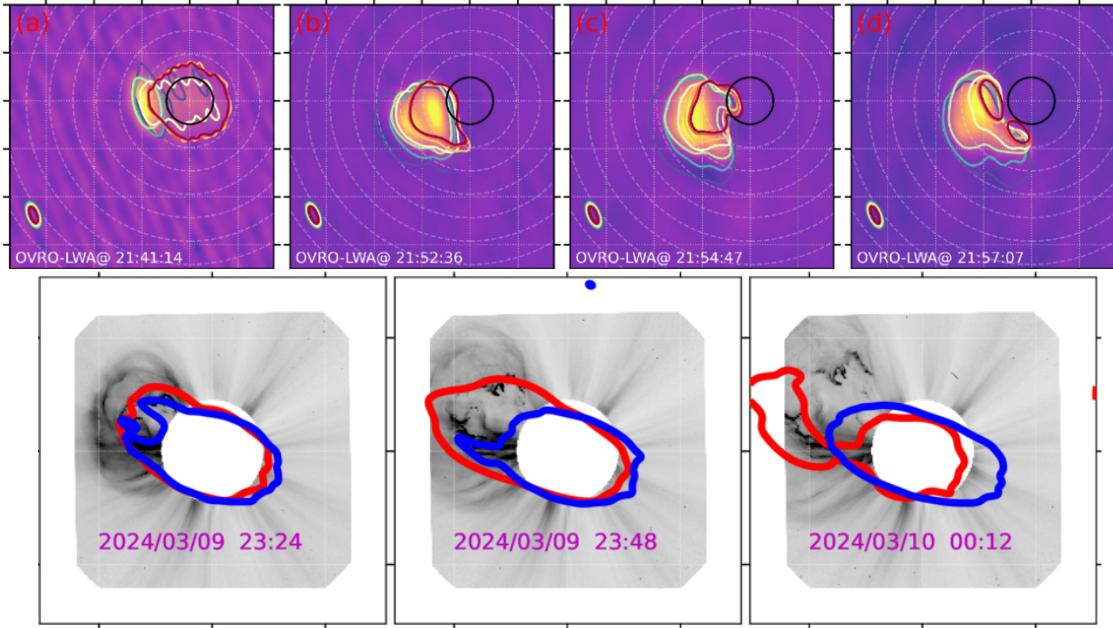 (a)
(b)
(c)
(d)
OVRO-LWA@ 21:41:14
OVRO-LWA@ 21:52:36
OVRO-LWA@ 21:54:47
OVRO-LWA@ 21:57:07
2024/03/09 23:24
2024/03/09 23:48
2024/03/10 00:12